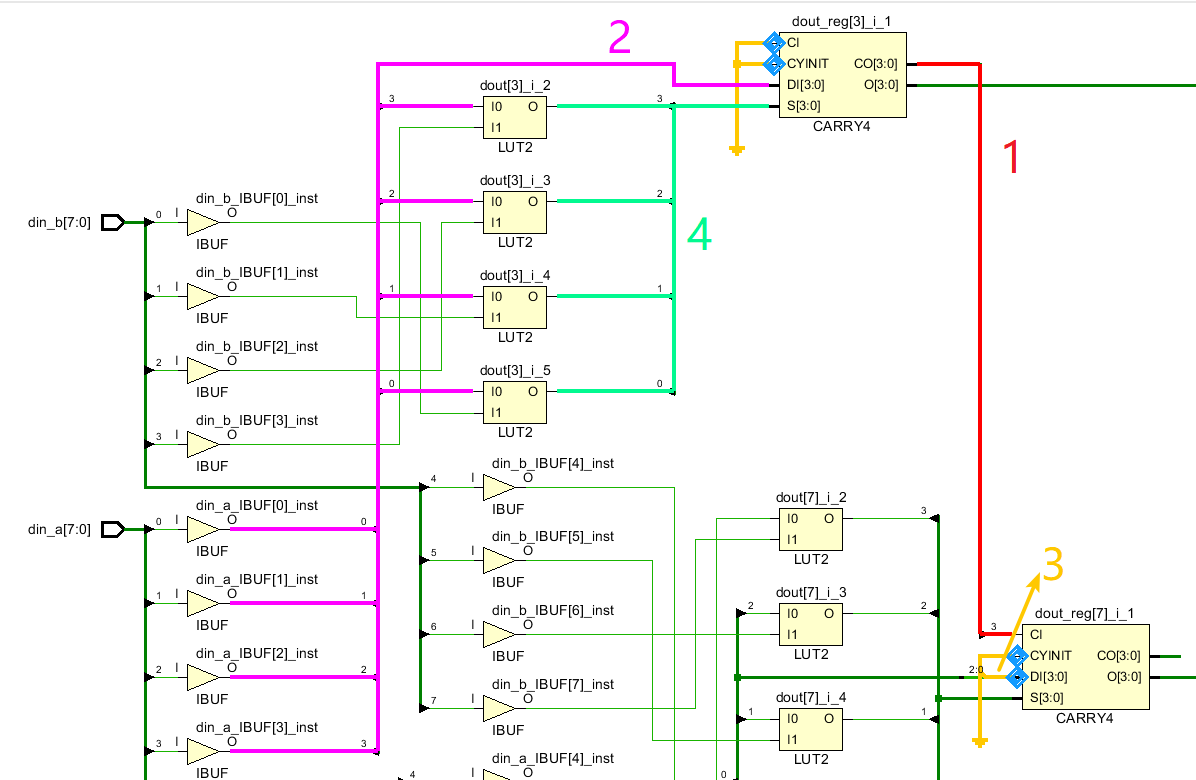 2
dout_reg[3]_i_1
CI
CYINIT CO[3:0]
DI[3:0] O[3:0]
S[3:0]
CARRY4
1
dout[3]_i_2
3 I0 O 3
I1
LUT2
dout[3]_i_3
2 I0 O 2
I1
LUT2
4
dout[3]_i_4
1 I0 O 1
I1
LUT2
dout[3]_i_5
0 I0 O 0
I1
LUT2
din_b[7:0]
din_b_IBUF[0]_inst
0 I O
IBUF
din_b_IBUF[1]_inst
1 I O
IBUF
din_b_IBUF[2]_inst
2 I O
IBUF
din_b_IBUF[3]_inst
3 I O
IBUF
din_a[7:0]
din_a_IBUF[0]_inst
0 I O 0
IBUF
din_a_IBUF[1]_inst
1 I O 1
IBUF
din_a_IBUF[2]_inst
2 I O 2
IBUF
din_a_IBUF[3]_inst
3 I O 3
IBUF
din_b_IBUF[4]_inst
4 I O
IBUF
din_b_IBUF[5]_inst
5 I O
IBUF
din_b_IBUF[6]_inst
6 I O
IBUF
din_b_IBUF[7]_inst
7 I O
IBUF
din_a_IBUF[4]_inst
4 I O
dout[7]_i_2
I0 O 3
I1
LUT2
dout[7]_i_3
2 I0 O 2
I1
LUT2
dout[7]_i_4
1 I0 O 1
I1
LUT2
0
3
dout_reg[7]_i_1
3 CI
CYINIT CO[3:0]
2:0 DI[3:0] O[3:0]
S[3:0]
CARRY4